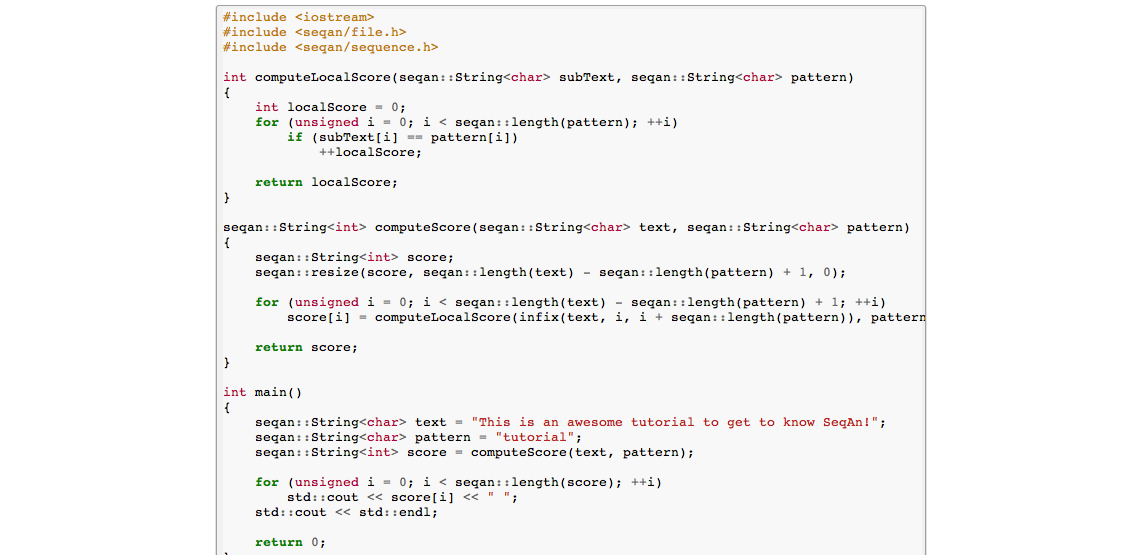 #include <iostream>
#include <seqan/file.h>
#include <seqan/sequence.h>
int computeLocalScore(seqan::String<char> subText, seqan::String<char> pattern)
{
    int localScore = 0;
    for (unsigned i = 0; i < seqan::length(pattern); ++i)
        if (subText[i] == pattern[i])
            ++localScore;
    return localScore;
}
seqan::String<int> computeScore(seqan::String<char> text, seqan::String<char> pattern)
{
    seqan::String<int> score;
    seqan::resize(score, seqan::length(text) - seqan::length(pattern) + 1, 0);
    for (unsigned i = 0; i < seqan::length(text) - seqan::length(pattern) + 1; ++i)
        score[i] = computeLocalScore(infix(text, i, i + seqan::length(pattern)), pattern
    return score;
}
int main()
{
    seqan::String<char> text = "This is an awesome tutorial to get to know SeqAn!";
    seqan::String<char> pattern = "tutorial";
    seqan::String<int> score = computeScore(text, pattern);
    for (unsigned i = 0; i < seqan::length(score); ++i)
        std::cout << score[i] << " ";
    std::cout << std::endl;
    return 0;